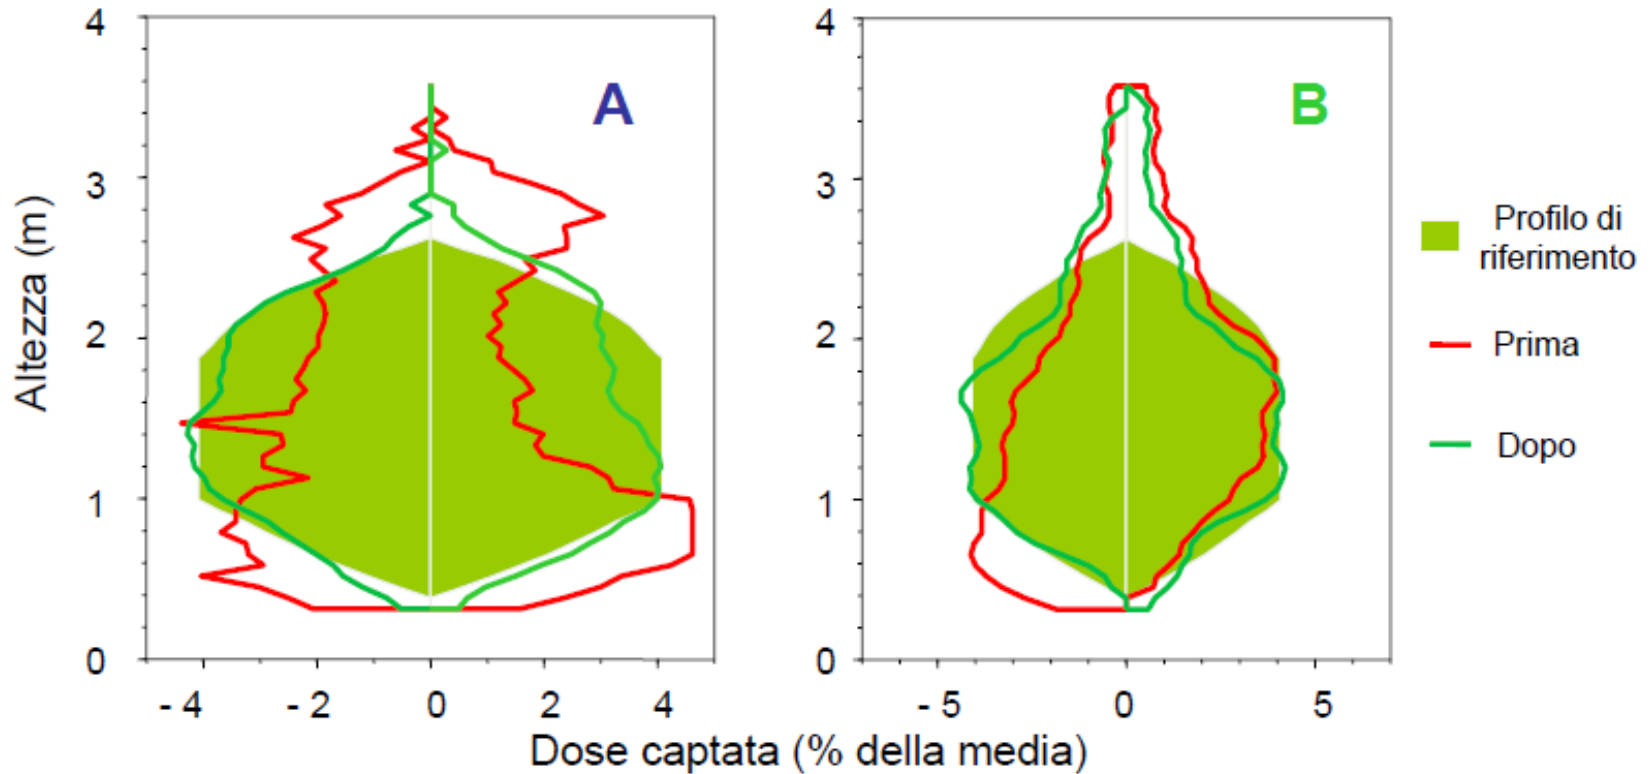 4
3
2
1
0
Altezza (m)
A
- 4
- 2
0
2
4
4
3
2
1
0
B
- 5
0
5
Dose captata (% della media)
Profilo di
riferimento
Prima
Dopo